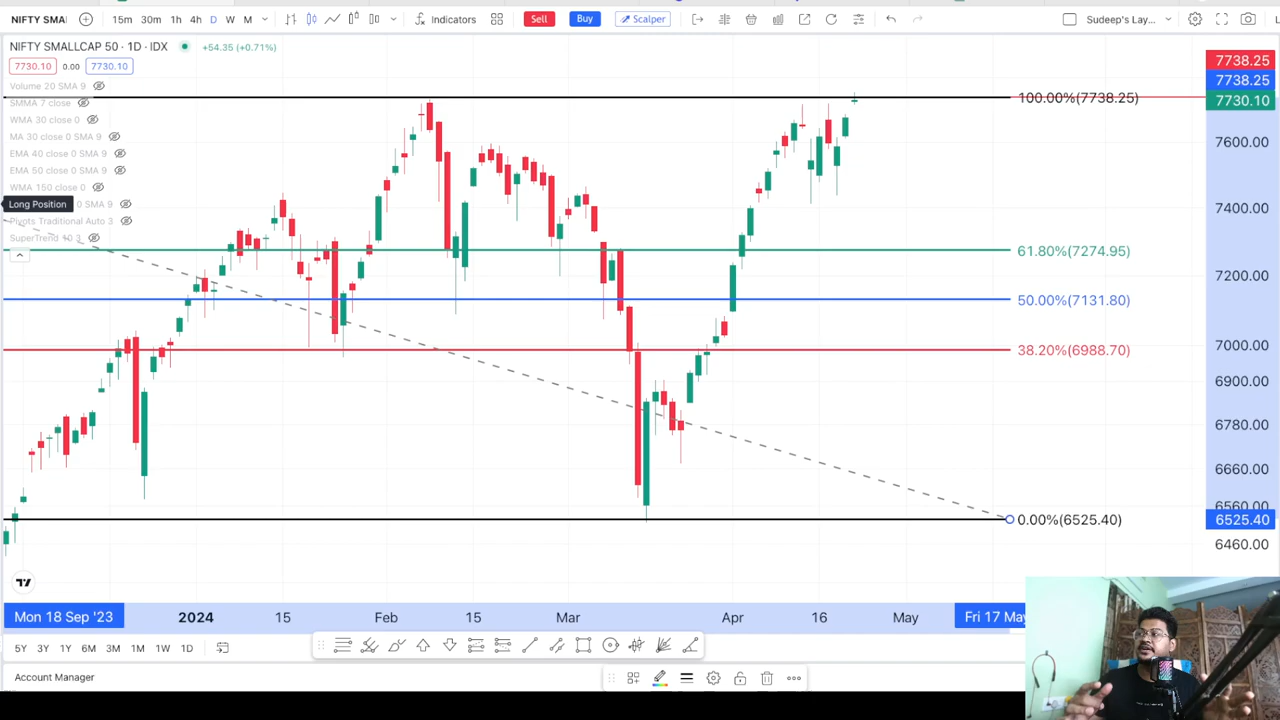 NIFTY SMAL
15m 30m 1h 4h D W M Indicators Sell Buy Scalper Sudeep's Lay...
NIFTY SMALLCAP 50 · 1D · IDX +54.35 (+0.71%)
7730.10 0.00 7730.10
Volume 20 SMA 9
SMMA 7 close
WMA 30 close 0
MA 30 close 0 SMA 9
EMA 40 close 0 SMA 9
EMA 50 close 0 SMA 9
WMA 150 close 0
Long Position 0 SMA 9
Pivots Traditional Auto 3
SuperTrend 10 3
100.00%(7738.25)
61.80%(7274.95)
50.00%(7131.80)
38.20%(6988.70)
0.00%(6525.40)
7738.25
7738.25
7730.10
7600.00
7400.00
7200.00
7000.00
6900.00
6780.00
6660.00
6560.00
6525.40
6460.00
Mon 18 Sep '23 2024 15 Feb 15 Mar Apr 16 May Fri 17 May
5Y 3Y 1Y 6M 3M 1M 1W 1D
Account Manager